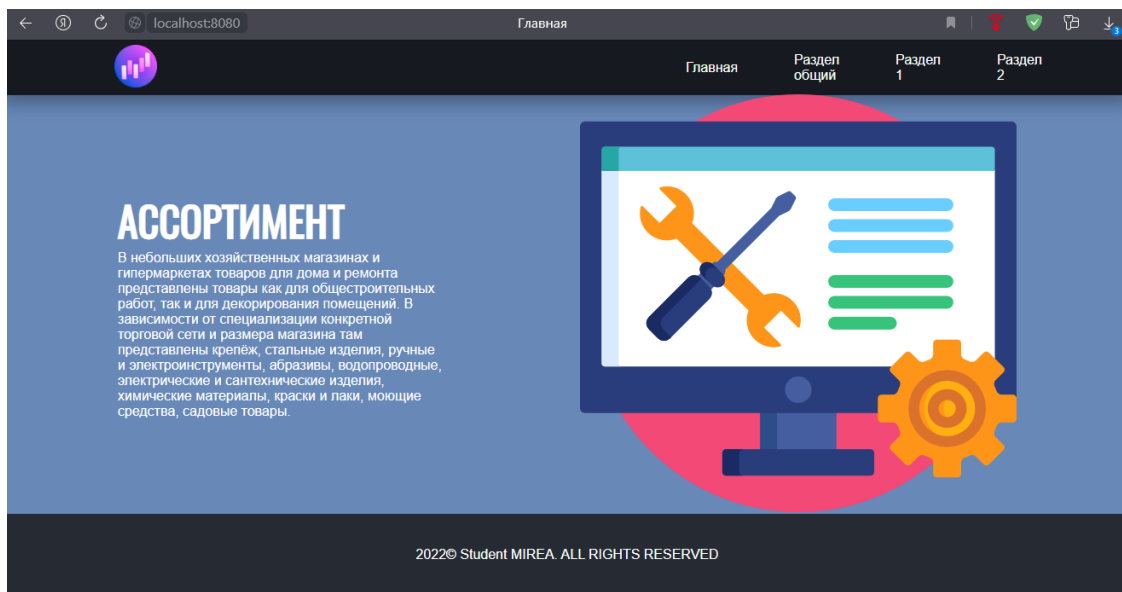 localhost:8080
Главная
3
Главная
Раздел
общий
Раздел
1
Раздел
2
АССОРТИМЕНТ
В небольших хозяйственных магазинах и
гипермаркетах товаров для дома и ремонта
представлены товары как для общестроительных
работ, так и для декорирования помещений. В
зависимости от специализации конкретной
торговой сети и размера магазина там
представлены крепёж, стальные изделия, ручные
и электроинструменты, абразивы, водопроводные,
электрические и сантехнические изделия,
химические материалы, краски и лаки, моющие
средства, садовые товары.
2022© Student MIREA. ALL RIGHTS RESERVED